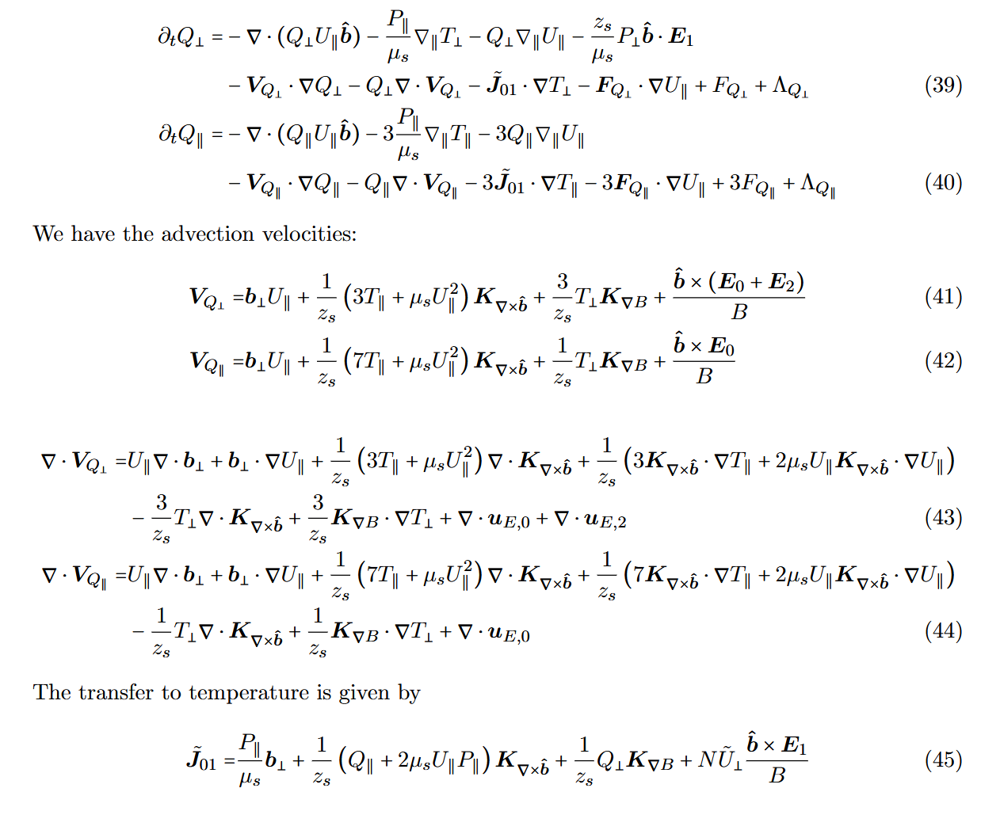 $\partial_t Q_\perp = -\nabla \cdot (Q_\perp U_\parallel \hat{\boldsymbol{b}}) - \frac{P_\parallel}{\mu_s} \nabla_\parallel T_\perp - Q_\perp \nabla_\parallel U_\parallel - \frac{z_s}{\mu_s} P_\perp \hat{\boldsymbol{b}} \cdot \boldsymbol{E}_1$
$- \boldsymbol{V}_{Q_\perp} \cdot \nabla Q_\perp - Q_\perp \nabla \cdot \boldsymbol{V}_{Q_\perp} - \tilde{\boldsymbol{J}}_{01} \cdot \nabla T_\perp - \boldsymbol{F}_{Q_\perp} \cdot \nabla U_\parallel + F_{Q_\perp} + \Lambda_{Q_\perp}$ (39)
$\partial_t Q_\parallel = -\nabla \cdot (Q_\parallel U_\parallel \hat{\boldsymbol{b}}) - 3\frac{P_\parallel}{\mu_s} \nabla_\parallel T_\parallel - 3Q_\parallel \nabla_\parallel U_\parallel$
$- \boldsymbol{V}_{Q_\parallel} \cdot \nabla Q_\parallel - Q_\parallel \nabla \cdot \boldsymbol{V}_{Q_\parallel} - 3\tilde{\boldsymbol{J}}_{01} \cdot \nabla T_\parallel - 3\boldsymbol{F}_{Q_\parallel} \cdot \nabla U_\parallel + 3F_{Q_\parallel} + \Lambda_{Q_\parallel}$ (40)
We have the advection velocities:
$\boldsymbol{V}_{Q_\perp} = \boldsymbol{b}_\perp U_\parallel + \frac{1}{z_s} \left(3T_\parallel + \mu_s U_\parallel^2\right) \boldsymbol{K}_{\nabla\times\hat{\boldsymbol{b}}} + \frac{3}{z_s} T_\perp \boldsymbol{K}_{\nabla B} + \frac{\hat{\boldsymbol{b}} \times (\boldsymbol{E}_0 + \boldsymbol{E}_2)}{B}$ (41)
$\boldsymbol{V}_{Q_\parallel} = \boldsymbol{b}_\perp U_\parallel + \frac{1}{z_s} \left(7T_\parallel + \mu_s U_\parallel^2\right) \boldsymbol{K}_{\nabla\times\hat{\boldsymbol{b}}} + \frac{1}{z_s} T_\perp \boldsymbol{K}_{\nabla B} + \frac{\hat{\boldsymbol{b}} \times \boldsymbol{E}_0}{B}$ (42)
$\nabla \cdot \boldsymbol{V}_{Q_\perp} = U_\parallel \nabla \cdot \boldsymbol{b}_\perp + \boldsymbol{b}_\perp \cdot \nabla U_\parallel + \frac{1}{z_s} \left(3T_\parallel + \mu_s U_\parallel^2\right) \nabla \cdot \boldsymbol{K}_{\nabla\times\hat{\boldsymbol{b}}} + \frac{1}{z_s} \left(3\boldsymbol{K}_{\nabla\times\hat{\boldsymbol{b}}} \cdot \nabla T_\parallel + 2\mu_s U_\parallel \boldsymbol{K}_{\nabla\times\hat{\boldsymbol{b}}} \cdot \nabla U_\parallel\right)$
$- \frac{3}{z_s} T_\perp \nabla \cdot \boldsymbol{K}_{\nabla\times\hat{\boldsymbol{b}}} + \frac{3}{z_s} \boldsymbol{K}_{\nabla B} \cdot \nabla T_\perp + \nabla \cdot \boldsymbol{u}_{E,0} + \nabla \cdot \boldsymbol{u}_{E,2}$ (43)
$\nabla \cdot \boldsymbol{V}_{Q_\parallel} = U_\parallel \nabla \cdot \boldsymbol{b}_\perp + \boldsymbol{b}_\perp \cdot \nabla U_\parallel + \frac{1}{z_s} \left(7T_\parallel + \mu_s U_\parallel^2\right) \nabla \cdot \boldsymbol{K}_{\nabla\times\hat{\boldsymbol{b}}} + \frac{1}{z_s} \left(7\boldsymbol{K}_{\nabla\times\hat{\boldsymbol{b}}} \cdot \nabla T_\parallel + 2\mu_s U_\parallel \boldsymbol{K}_{\nabla\times\hat{\boldsymbol{b}}} \cdot \nabla U_\parallel\right)$
$- \frac{1}{z_s} T_\perp \nabla \cdot \boldsymbol{K}_{\nabla\times\hat{\boldsymbol{b}}} + \frac{1}{z_s} \boldsymbol{K}_{\nabla B} \cdot \nabla T_\perp + \nabla \cdot \boldsymbol{u}_{E,0}$ (44)
The transfer to temperature is given by
$\tilde{\boldsymbol{J}}_{01} = \frac{P_\parallel}{\mu_s} \boldsymbol{b}_\perp + \frac{1}{z_s} \left(Q_\parallel + 2\mu_s U_\parallel P_\parallel\right) \boldsymbol{K}_{\nabla\times\hat{\boldsymbol{b}}} + \frac{1}{z_s} Q_\perp \boldsymbol{K}_{\nabla B} + N\tilde{U}_\perp \frac{\hat{\boldsymbol{b}} \times \boldsymbol{E}_1}{B}$ (45)